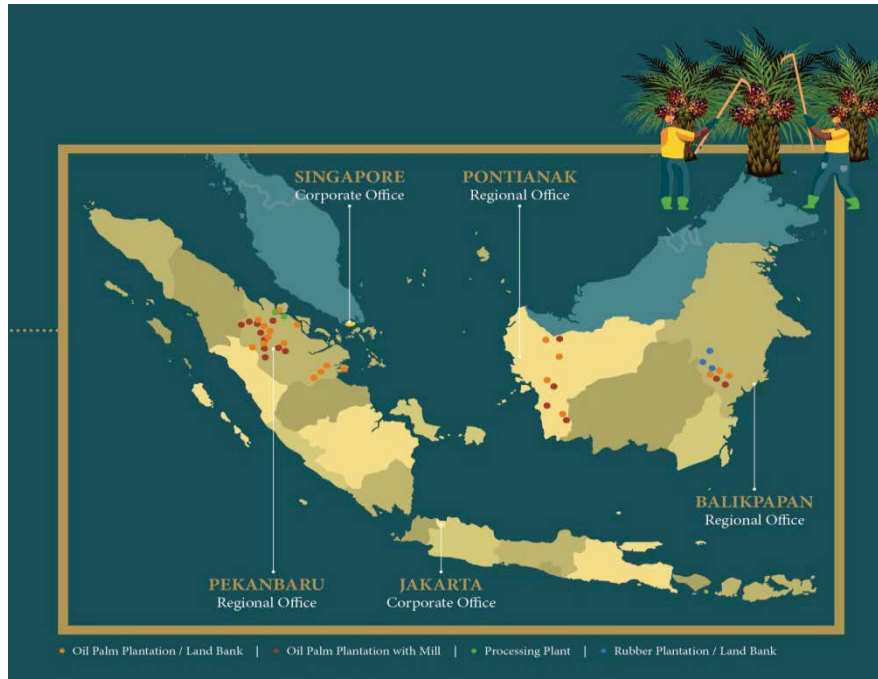 SINGAPORE
Corporate Office
PONTIANAK
Regional Office
BALIKPAPAN
Regional Office
PEKANBARU
Regional Office
JAKARTA
Corporate Office
Oil Palm Plantation / Land Bank | Oil Palm Plantation with Mill | Processing Plant | Rubber Plantation / Land Bank